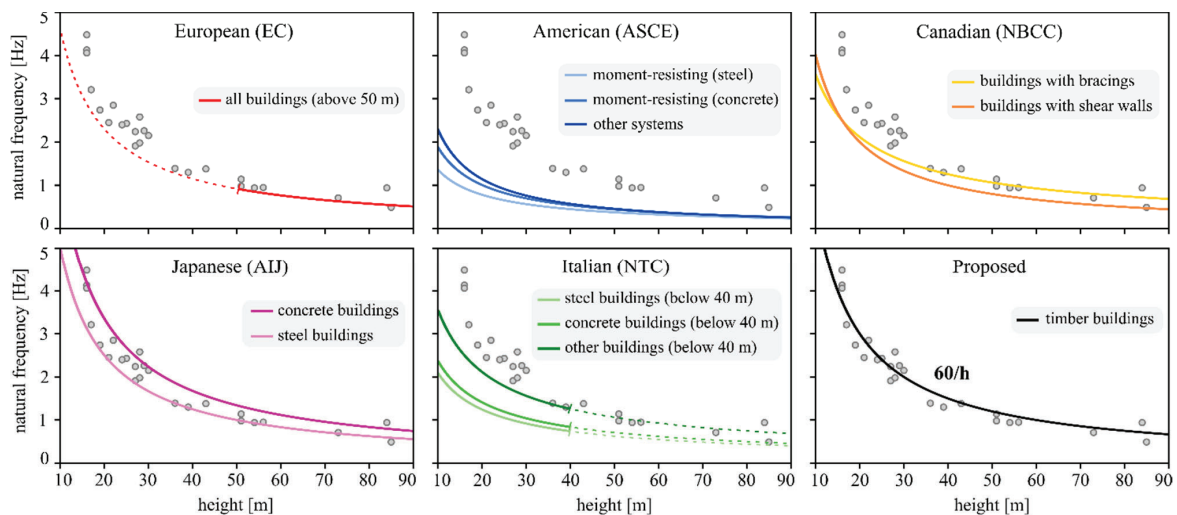 European (EC)
all buildings (above 50 m)
natural frequency [Hz]
5
4
3
2
1
0
American (ASCE)
moment-resisting (steel)
moment-resisting (concrete)
other systems
Canadian (NBCC)
buildings with bracings
buildings with shear walls
Japanese (AIJ)
concrete buildings
steel buildings
natural frequency [Hz]
5
4
3
2
1
0
10 20 30 40 50 60 70 80 90
height [m]
Italian (NTC)
steel buildings (below 40 m)
concrete buildings (below 40 m)
other buildings (below 40 m)
10 20 30 40 50 60 70 80 90
height [m]
Proposed
timber buildings
60/h
10 20 30 40 50 60 70 80 90
height [m]